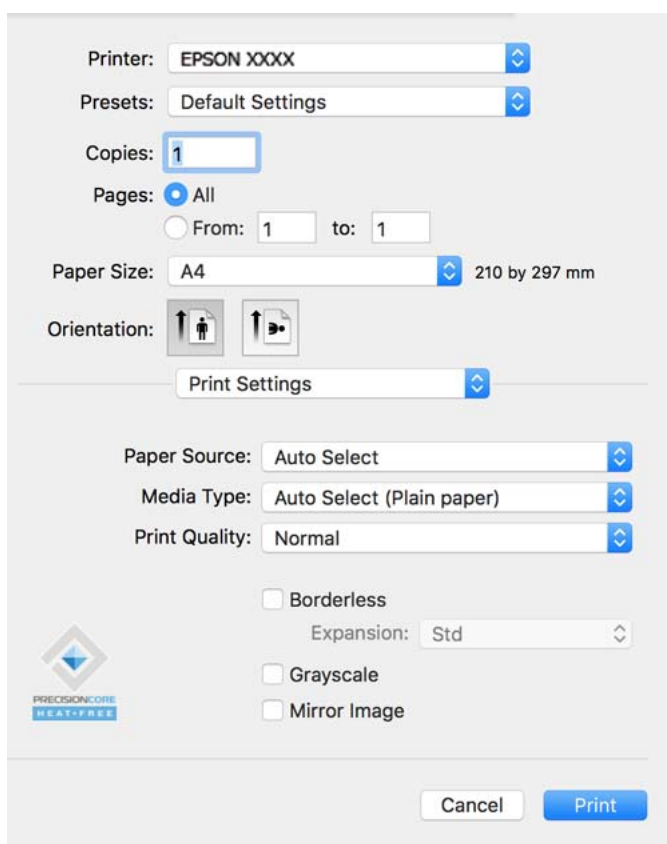 Printer: EPSON XXXX
Presets: Default Settings
Copies: 1
Pages: All
From: 1 to: 1
Paper Size: A4 210 by 297 mm
Orientation:
Print Settings
Paper Source: Auto Select
Media Type: Auto Select (Plain paper)
Print Quality: Normal
Borderless
Expansion: Std
Grayscale
Mirror Image
PRECISIONCORE
HEAT-FREE
Cancel Print